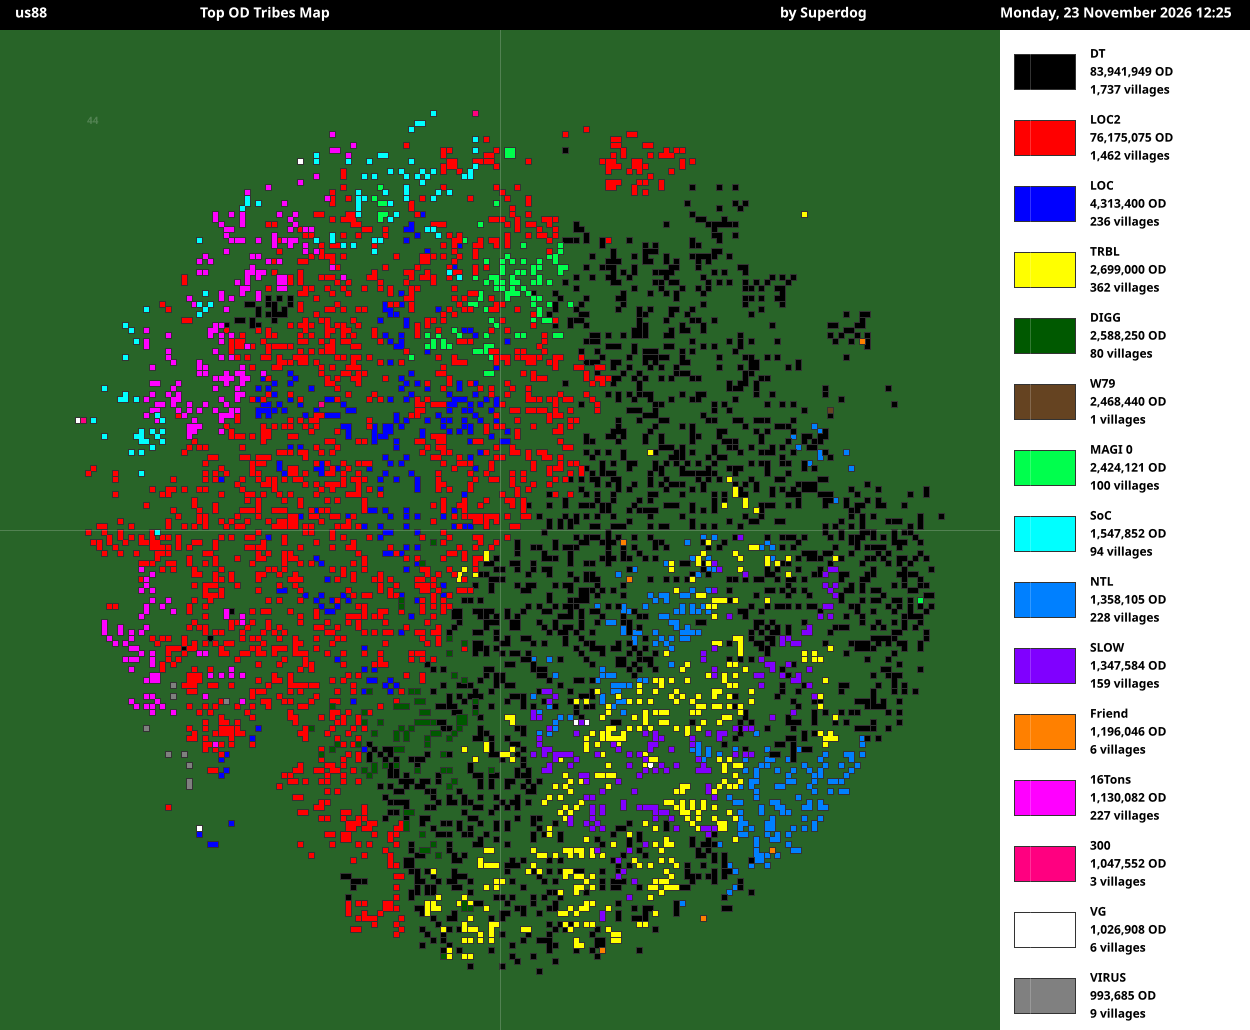 us88
Top OD Tribes Map
by Superdog
Monday, 23 November 2026 12:25
44
DT
83,941,949 OD
1,737 villages
LOC2
76,175,075 OD
1,462 villages
LOC
4,313,400 OD
236 villages
TRBL
2,699,000 OD
362 villages
DIGG
2,588,250 OD
80 villages
W79
2,468,440 OD
1 villages
MAGI 0
2,424,121 OD
100 villages
SoC
1,547,852 OD
94 villages
NTL
1,358,105 OD
228 villages
SLOW
1,347,584 OD
159 villages
Friend
1,196,046 OD
6 villages
16Tons
1,130,082 OD
227 villages
300
1,047,552 OD
3 villages
VG
1,026,908 OD
6 villages
VIRUS
993,685 OD
9 villages